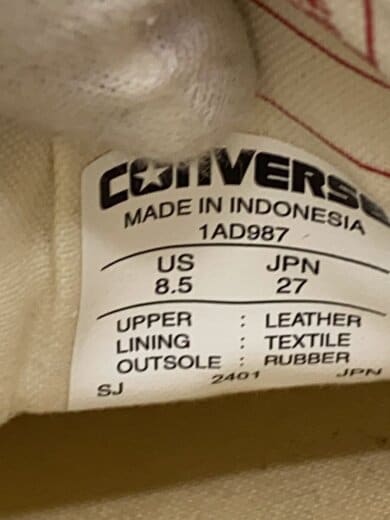 CONVERSE
MADE IN INDONESIA
1AD987
US JPN
8.5 27
UPPER : LEATHER
LINING : TEXTILE
OUTSOLE : RUBBER
SJ 2401 JPN